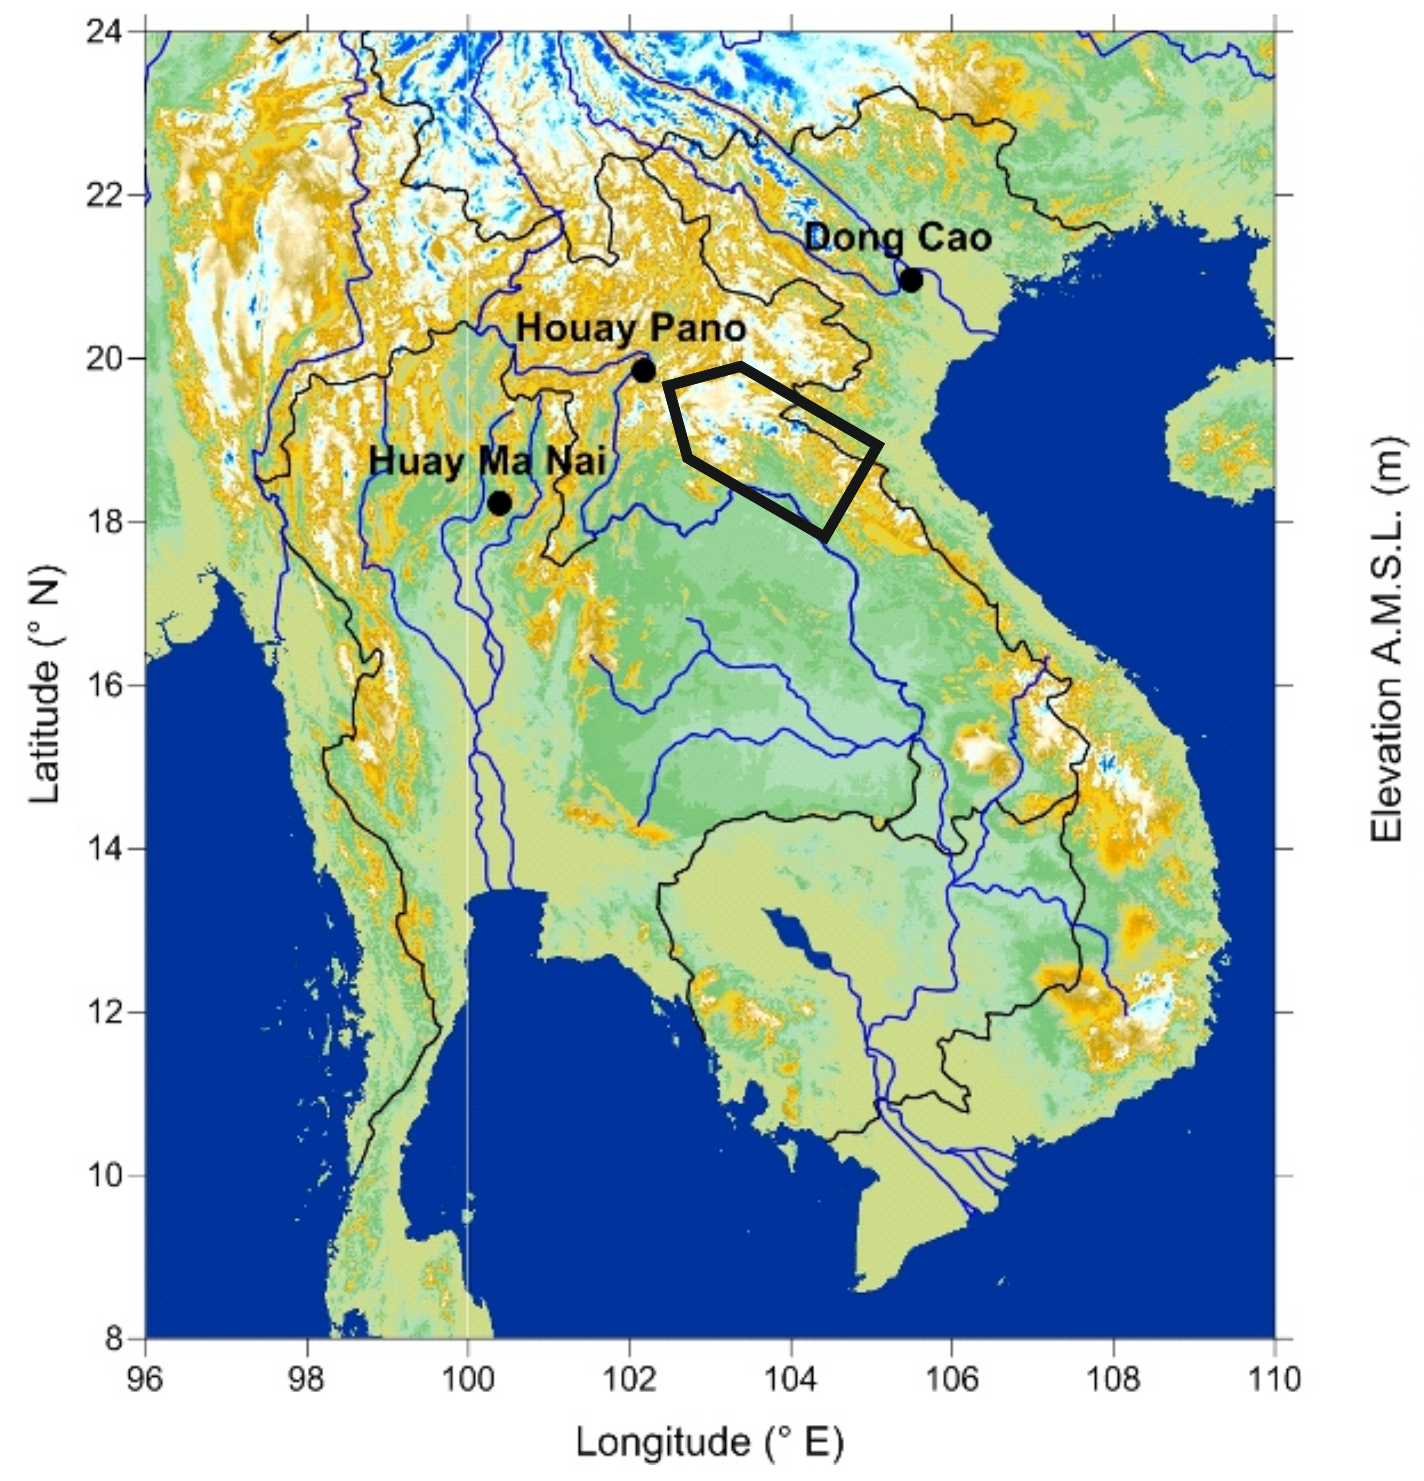 24
22
20
18
16
14
12
10
8
96 98 100 102 104 106 108 110
Latitude (° N)
Longitude (° E)
Elevation A.M.S.L. (m)
Dong Cao
Houay Pano
Huay Ma Nai